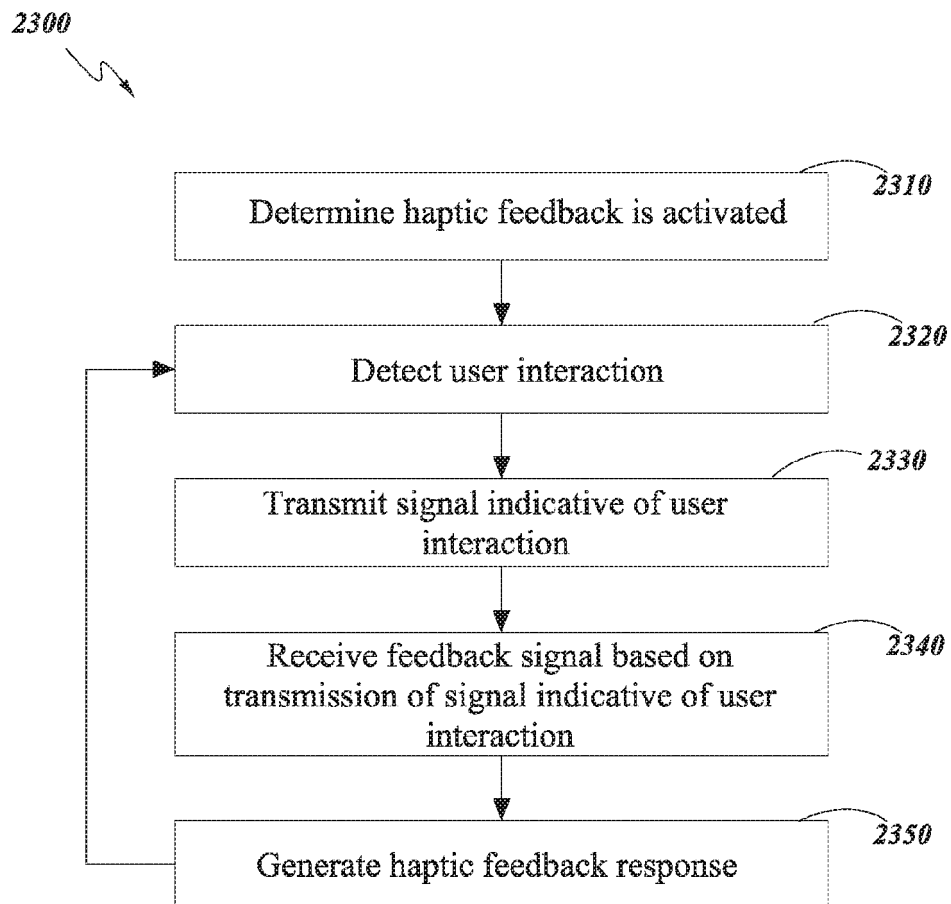 2300
2310
Determine haptic feedback is activated
2320
Detect user interaction
2330
Transmit signal indicative of user
interaction
2340
Receive feedback signal based on
transmission of signal indicative of user
interaction
2350
Generate haptic feedback response